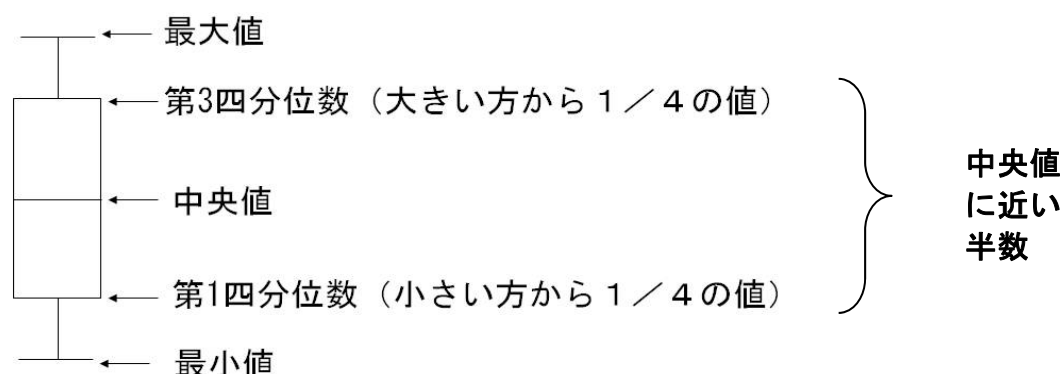 最大値
第3四分位数（大きい方から１／４の値）
中央値
第1四分位数（小さい方から１／４の値）
最小値
中央値
に近い
半数